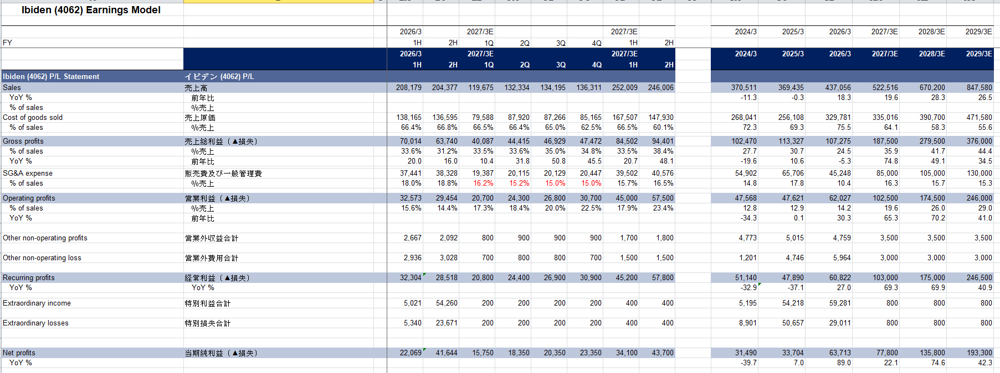 Ibiden (4062) Earnings Model
2026/3 2027/3E 2027/3E 2024/3 2025/3 2026/3 2027/3E 2028/3E 2029/3E
FY 1H 2H 1Q 2Q 3Q 4Q 1H 2H
2026/3 2027/3E 2027/3E 2024/3 2025/3 2026/3 2027/3E 2028/3E 2029/3E
1H 2H 1Q 2Q 3Q 4Q 1H 2H
Ibiden (4062) P/L Statement イビデン (4062) P/L
Sales 売上高 208,179 204,377 119,675 132,334 134,195 136,311 252,009 246,006 370,511 369,435 437,056 522,516 670,200 847,580
YoY % 前年比 -11.3 -0.3 18.3 19.6 28.3 26.5
% of sales %売上
Cost of goods sold 売上原価 138,165 136,595 79,588 87,920 87,266 85,165 167,507 147,930 268,041 256,108 329,781 335,016 390,700 471,580
% of sales %売上 66.4% 66.8% 66.5% 66.4% 65.0% 62.5% 66.5% 60.1% 72.3 69.3 75.5 64.1 58.3 55.6
Gross profits 売上総利益（▲損失） 70,014 63,740 40,087 44,415 46,929 47,472 84,502 94,401 102,470 113,327 107,275 187,500 279,500 376,000
% of sales %売上 33.6% 31.2% 33.5% 33.6% 35.0% 34.8% 33.5% 38.4% 27.7 30.7 24.5 35.9 41.7 44.4
YoY % 前年比 20.0 16.0 10.4 31.8 50.8 45.5 20.7 48.1 -19.6 10.6 -5.3 74.8 49.1 34.5
SG&A expense 販売費及び一般管理費 37,441 38,328 19,387 20,115 20,129 20,447 39,502 40,576 54,902 65,706 45,248 85,000 105,000 130,000
% of sales %売上 18.0% 18.8% 16.2% 15.2% 15.0% 15.0% 15.7% 16.5% 14.8 17.8 10.4 16.3 15.7 15.3
Operating profits 営業利益（▲損失） 32,573 29,454 20,700 24,300 26,800 30,700 45,000 57,500 47,568 47,621 62,027 102,500 174,500 246,000
% of sales %売上 15.6% 14.4% 17.3% 18.4% 20.0% 22.5% 17.9% 23.4% 12.8 12.9 14.2 19.6 26.0 29.0
YoY % 前年比 -34.3 0.1 30.3 65.3 70.2 41.0
Other non-operating profits 営業外収益合計 2,667 2,092 800 900 900 900 1,700 1,800 4,773 5,015 4,759 3,500 3,500 3,500
Other non-operating loss 営業外費用合計 2,936 3,028 700 800 800 700 1,500 1,500 1,201 4,746 5,964 3,000 3,000 3,000
Recurring profits 経常利益（▲損失） 32,304 28,518 20,800 24,400 26,900 30,900 45,200 57,800 51,140 47,890 60,822 103,000 175,000 246,500
YoY % YoY % -32.9 -37.1 27.0 69.3 69.9 40.9
Extraordinary income 特別利益合計 5,021 54,260 200 200 200 200 400 400 5,195 54,218 59,281 800 800 800
Extraordinary losses 特別損失合計 5,340 23,671 200 200 200 200 400 400 8,901 50,657 29,011 800 800 800
Net profits 当期純利益（▲損失） 22,069 41,644 15,750 18,350 20,350 23,350 34,100 43,700 31,490 33,704 63,713 77,800 135,800 193,300
YoY % -39.7 7.0 89.0 22.1 74.6 42.3